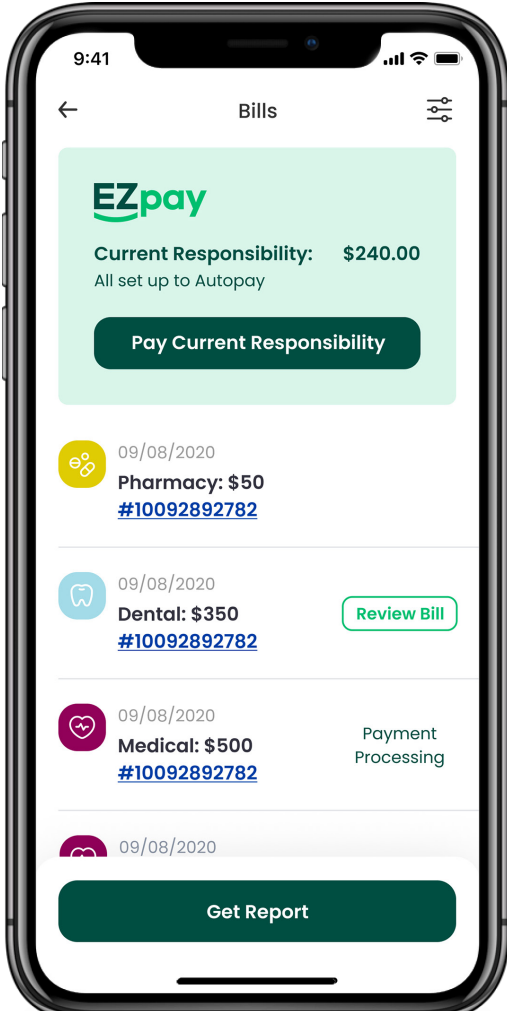 9:41
Bills
EZpay
Current Responsibility: $240.00
All set up to Autopay
Pay Current Responsibility
09/08/2020
Pharmacy: $50
#10092892782
09/08/2020
Dental: $350
#10092892782
Review Bill
09/08/2020
Medical: $500
#10092892782
Payment
Processing
09/08/2020
Get Report